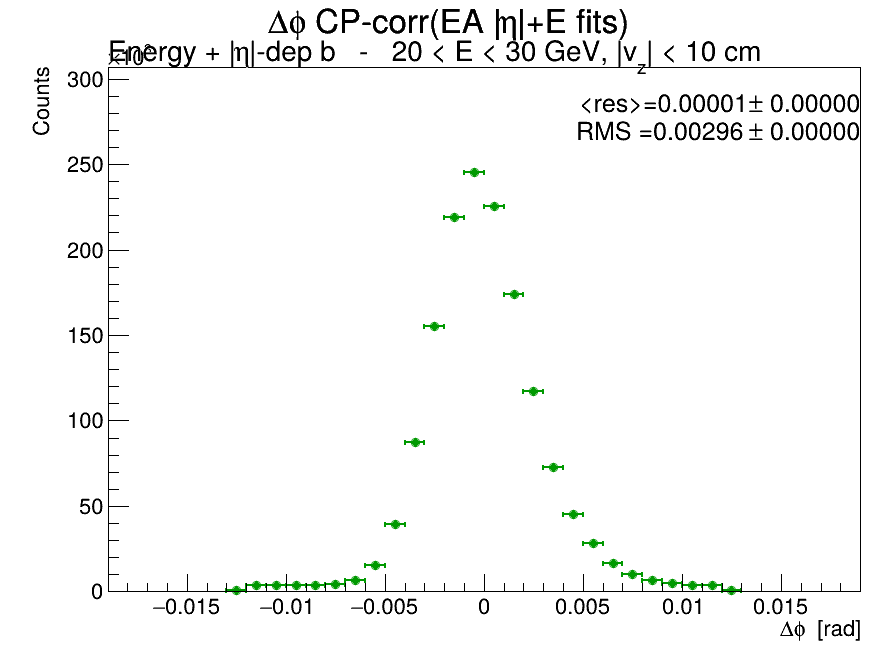 Δϕ CP-corr(EA |η|+E fits)
Energy + |η|-dep b - 20 < E < 30 GeV, |v_z| < 10 cm
<res>=0.00001± 0.00000
RMS =0.00296 ± 0.00000
Counts
300
250
200
150
100
50
0
−0.015 −0.01 −0.005 0 0.005 0.01 0.015
Δϕ [rad]